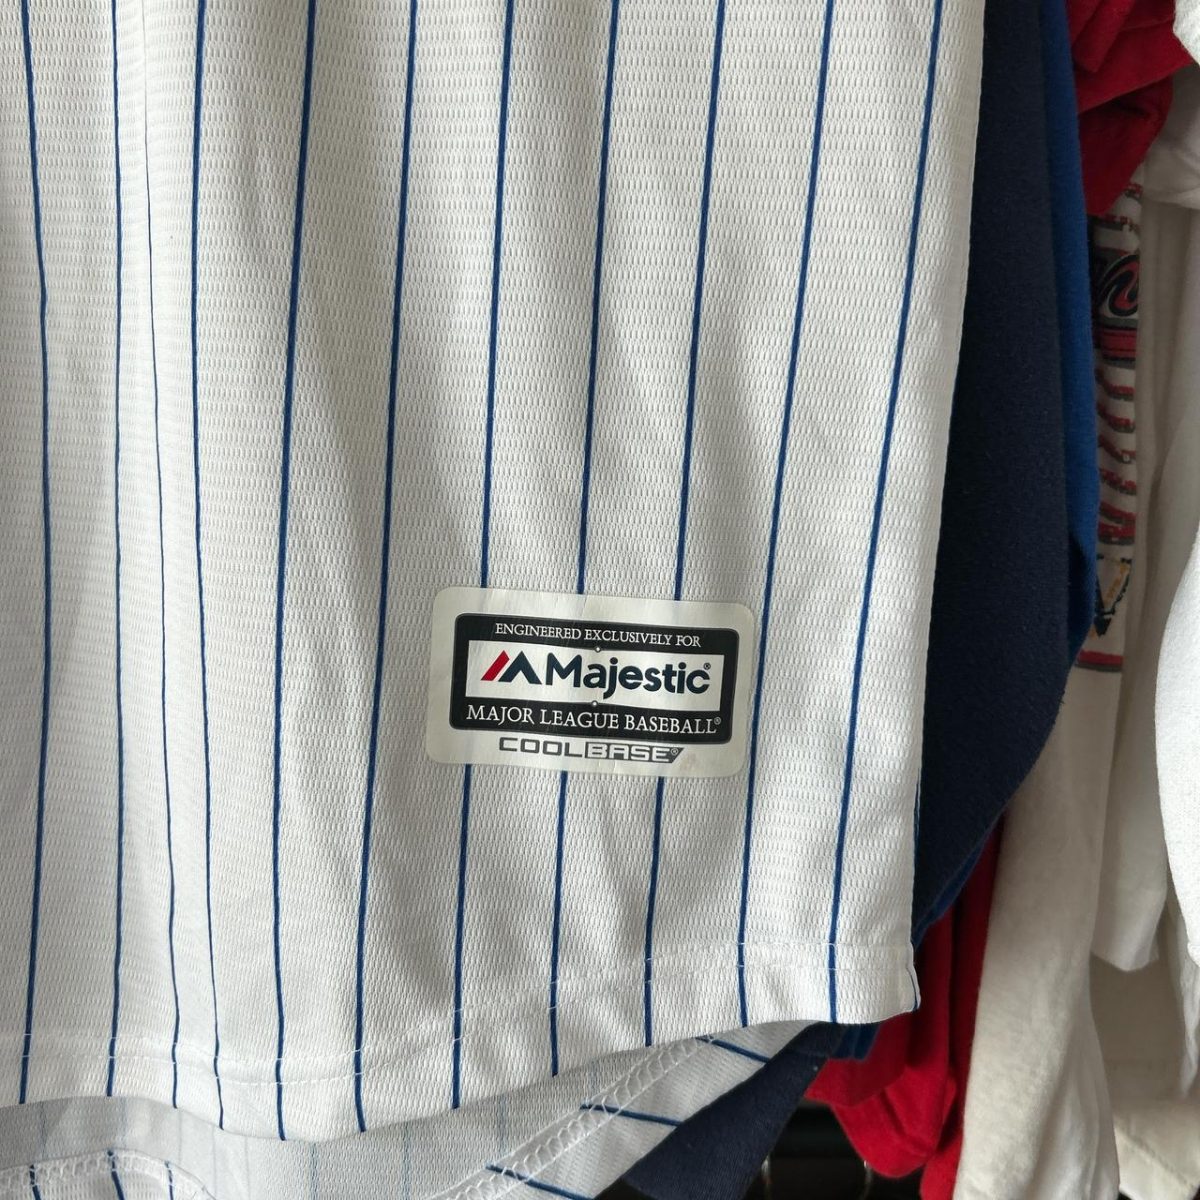 ENGINEERED EXCLUSIVELY FOR
Majestic®
MAJOR LEAGUE BASEBALL®
COOLBASE®